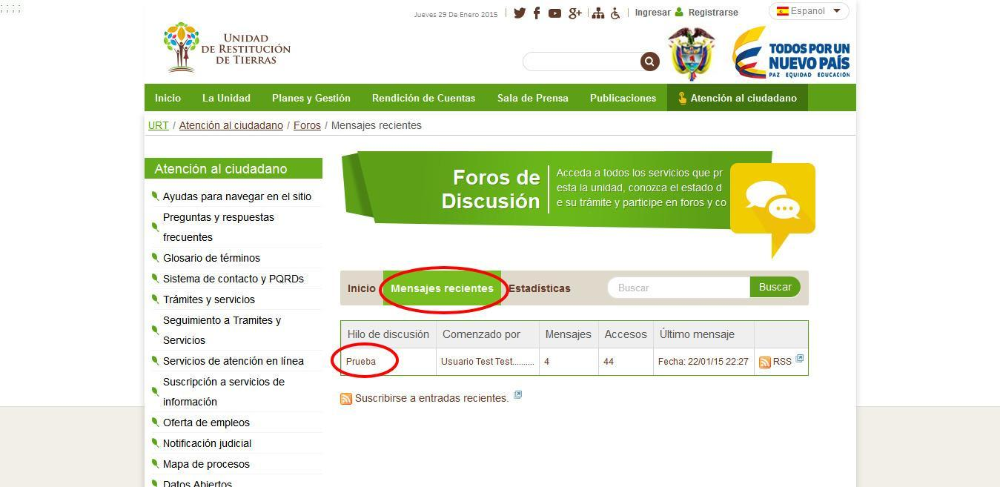 ; ; ; ;
Jueves 29 De Enero 2015
g+
Ingresar
Registrarse
Espanol
UNIDAD
DE RESTITUCIÓN
DE TIERRAS
TODOS POR UN
NUEVO PAÍS
PAZ EQUIDAD EDUCACIÓN
Inicio La Unidad Planes y Gestión Rendición de Cuentas Sala de Prensa Publicaciones Atención al ciudadano
URT / Atención al ciudadano / Foros / Mensajes recientes
Atención al ciudadano
Ayudas para navegar en el sitio
Preguntas y respuestas
frecuentes
Glosario de términos
Sistema de contacto y PQRDs
Trámites y servicios
Seguimiento a Tramites y
Servicios
Servicios de atención en línea
Suscripción a servicios de
información
Oferta de empleos
Notificación judicial
Mapa de procesos
Datos Abiertos
Foros de
Discusión
Acceda a todos los servicios que pr
esta la unidad, conozca el estado d
e su trámite y participe en foros y co
Inicio Mensajes recientes Estadísticas Buscar Buscar
Hilo de discusión Comenzado por Mensajes Accesos Último mensaje
Prueba Usuario Test Test.......... 4 44 Fecha: 22/01/15 22:27 RSS
Suscribirse a entradas recientes.